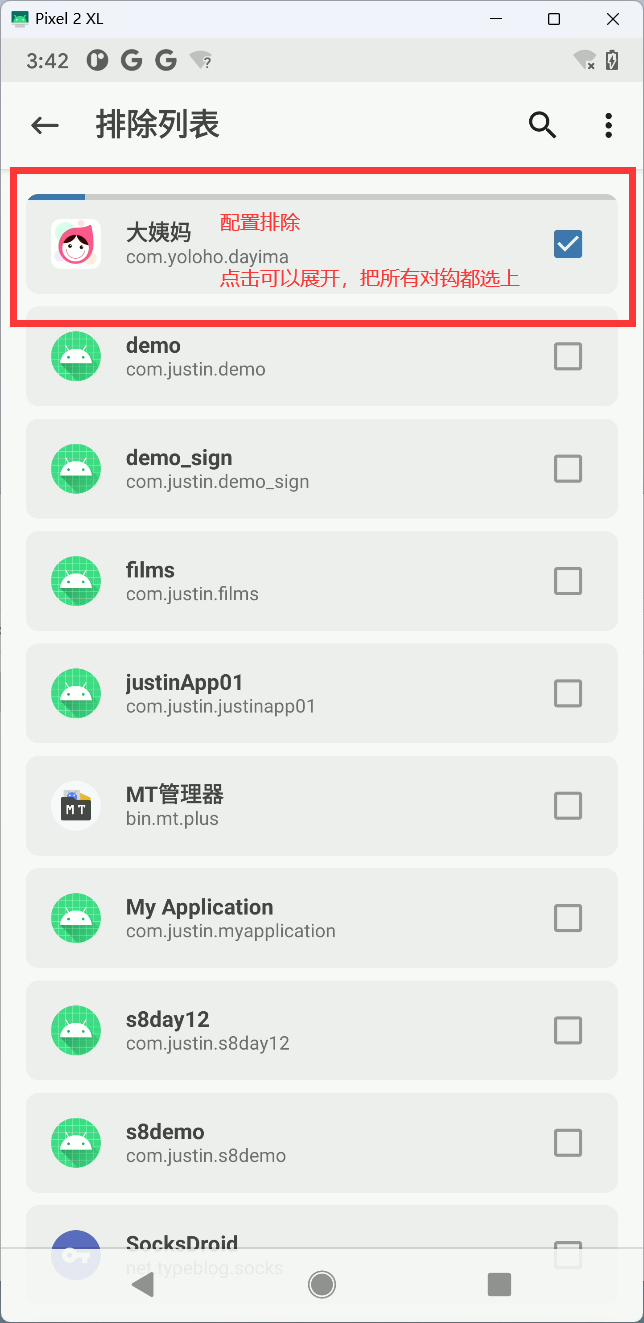 Pixel 2 XL
3:42
排除列表
大姨妈
配置排除
com.yoloho.dayima
点击可以展开，把所有对钩都选上
demo
com.justin.demo
demo_sign
com.justin.demo_sign
films
com.justin.films
justinApp01
com.justin.justinapp01
MT
MT管理器
bin.mt.plus
My Application
com.justin.myapplication
s8day12
com.justin.s8day12
s8demo
com.justin.s8demo
SocksDroid
net.typeblog.socks